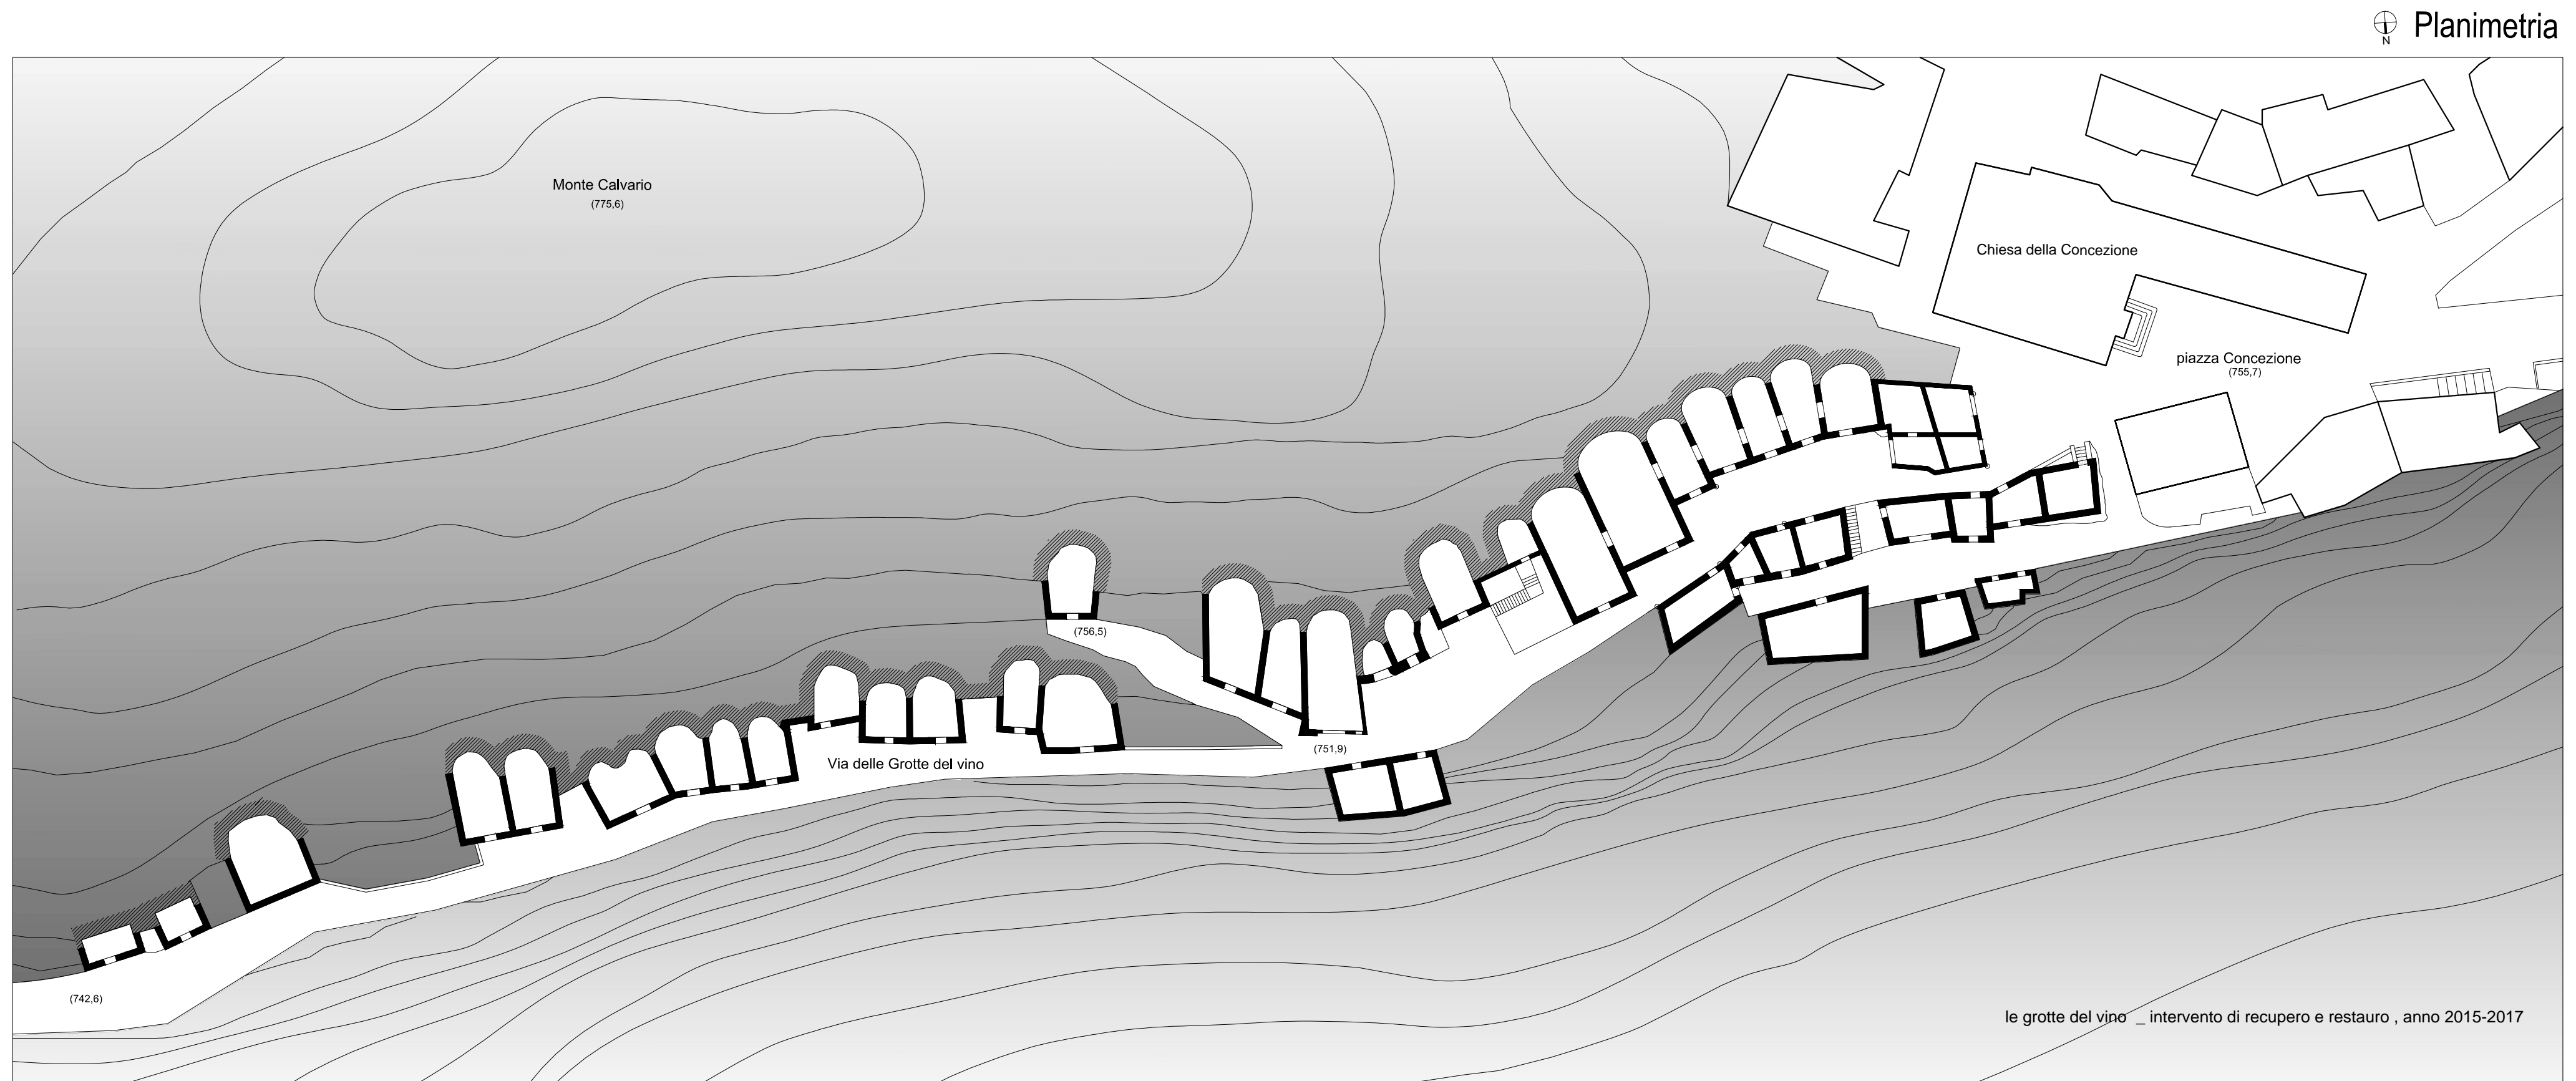 Planimetria
N
Monte Calvario
(775,6)
Chiesa della Concezione
piazza Concezione
(755,7)
(756,5)
(751,9)
Via delle Grotte del vino
(742,6)
le grotte del vino _ intervento di recupero e restauro , anno 2015-2017